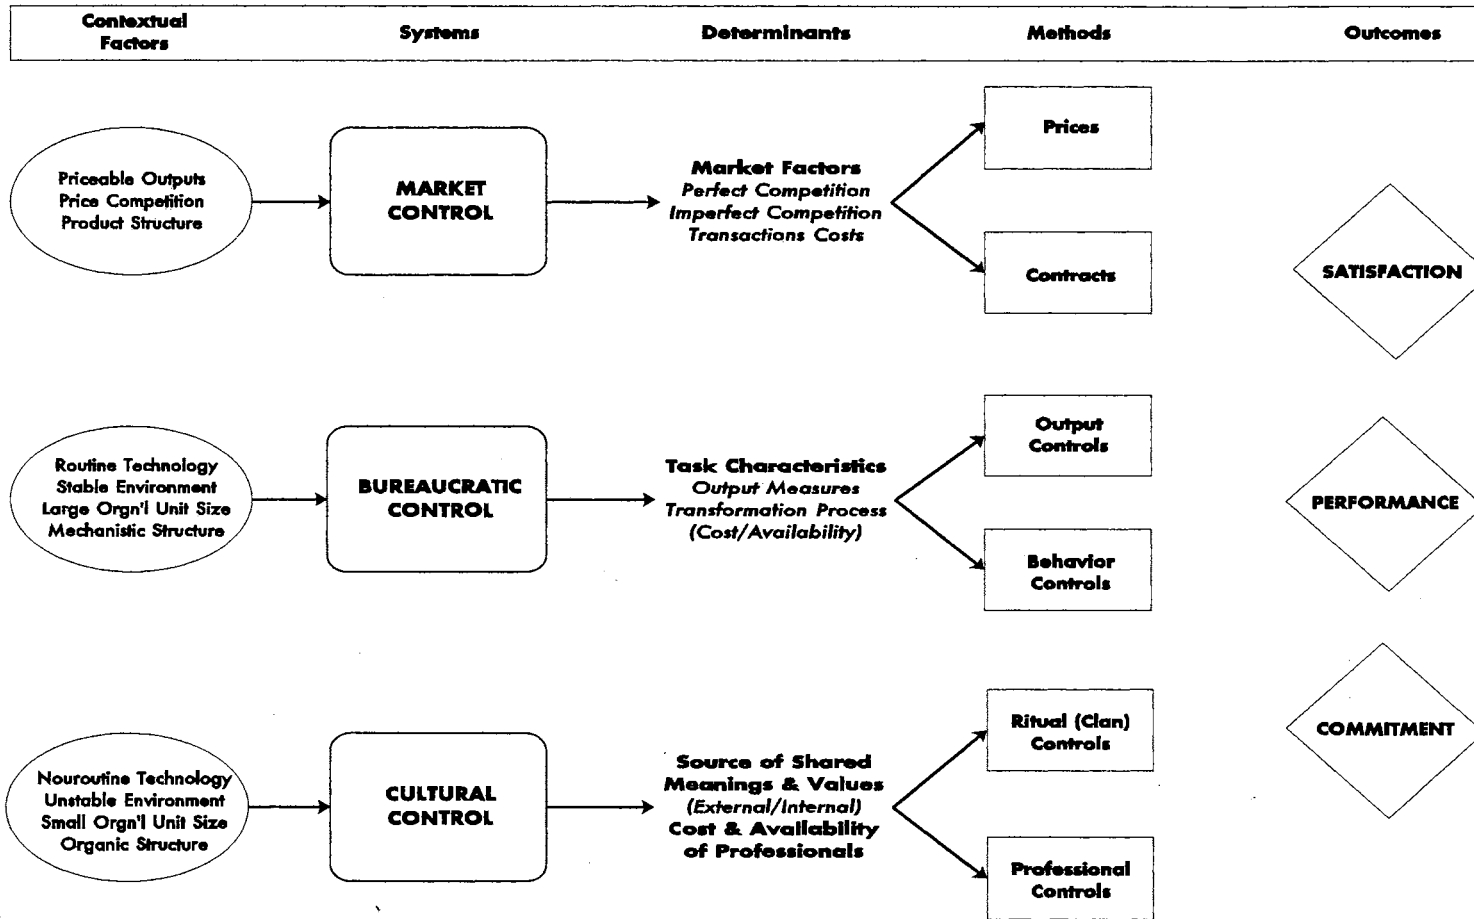 Contextual
Factors
Systems
Determinants
Methods
Outcomes
Priceable Outputs
Price Competition
Product Structure
MARKET
CONTROL
Market Factors
Perfect Competition
Imperfect Competition
Transactions Costs
Prices
Contracts
SATISFACTION
Routine Technology
Stable Environment
Large Orgn'l Unit Size
Mechanistic Structure
BUREAUCRATIC
CONTROL
Task Characteristics
Output Measures
Transformation Process
(Cost/Availability)
Output
Controls
Behavior
Controls
PERFORMANCE
Nouroutine Technology
Unstable Environment
Small Orgn'l Unit Size
Organic Structure
CULTURAL
CONTROL
Source of Shared
Meanings & Values
(External/Internal)
Cost & Availability
of Professionals
Ritual (Clan)
Controls
Professional
Controls
COMMITMENT